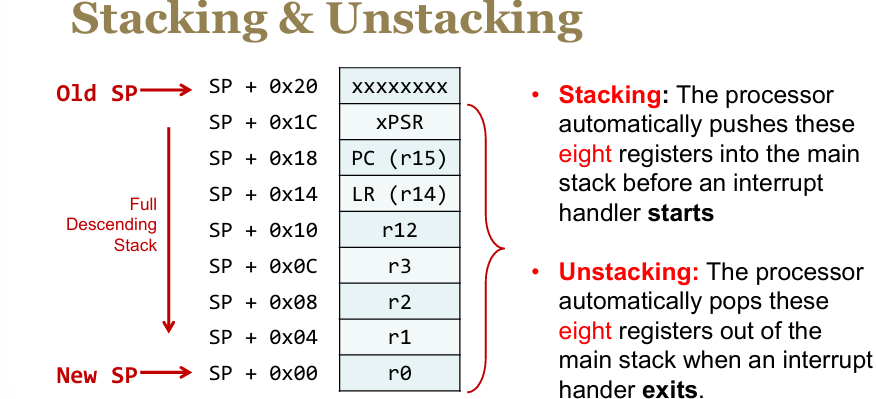 Stacking & Unstacking
Old SP
SP + 0x20 xxxxxxxx
SP + 0x1C xPSR
SP + 0x18 PC (r15)
SP + 0x14 LR (r14)
SP + 0x10 r12
SP + 0x0C r3
SP + 0x08 r2
SP + 0x04 r1
SP + 0x00 r0
Full
Descending
Stack
New SP
• Stacking: The processor
automatically pushes these
eight registers into the main
stack before an interrupt
handler starts
• Unstacking: The processor
automatically pops these
eight registers out of the
main stack when an interrupt
hander exits.